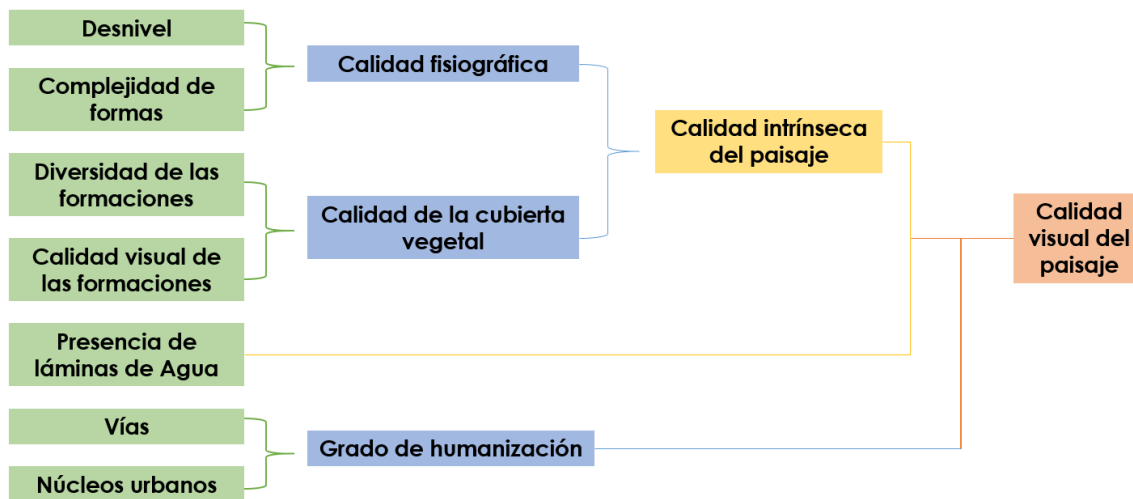 Desnivel
Complejidad de
formas
Diversidad de las
formaciones
Calidad visual de
las formaciones
Presencia de
láminas de Agua
Vías
Núcleos urbanos
Calidad fisiográfica
Calidad de la cubierta
vegetal
Grado de humanización
Calidad intrínseca
del paisaje
Calidad
visual del
paisaje